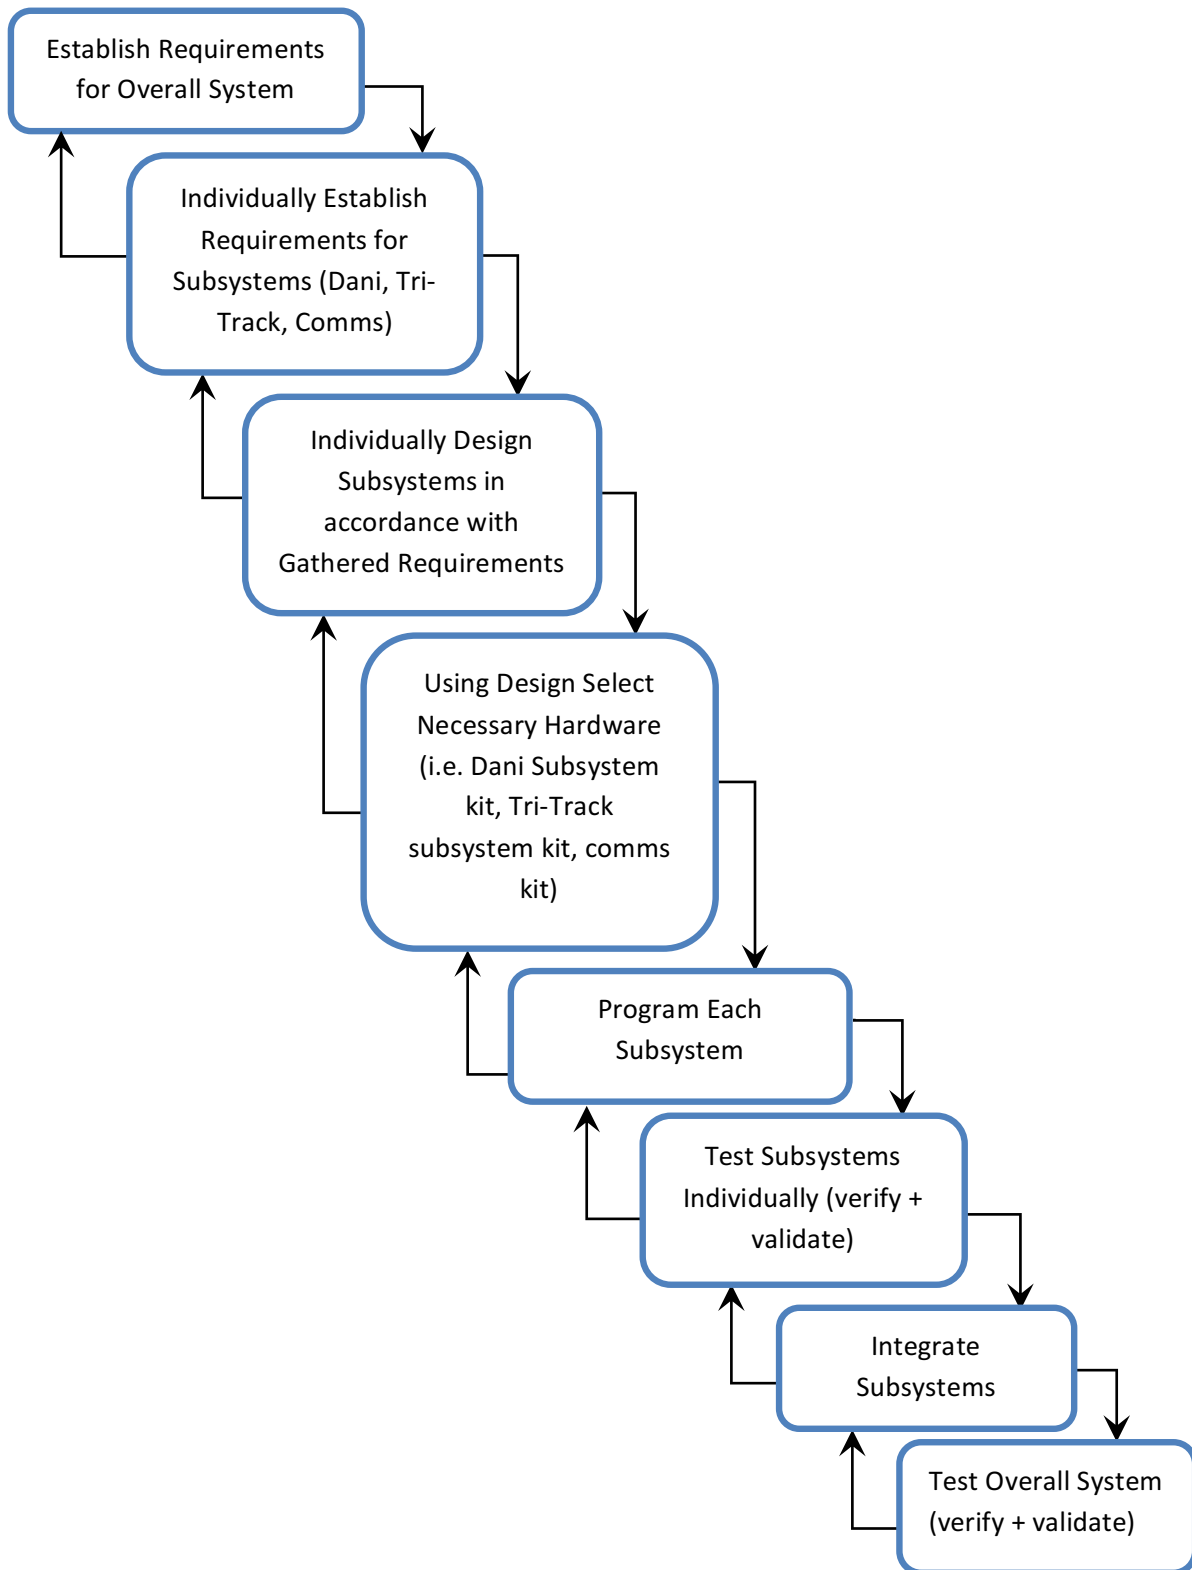 Establish Requirements
for Overall System
Individually Establish
Requirements for
Subsystems (Dani, Tri-
Track, Comms)
Individually Design
Subsystems in
accordance with
Gathered Requirements
Using Design Select
Necessary Hardware
(i.e. Dani Subsystem
kit, Tri-Track
subsystem kit, comms
kit)
Program Each
Subsystem
Test Subsystems
Individually (verify +
validate)
Integrate
Subsystems
Test Overall System
(verify + validate)